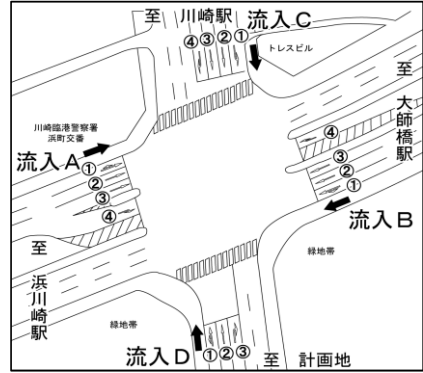 至 川崎駅
流入C
④③②①
トレスビル
至 大師橋駅
川崎臨港警察署
浜町交番
流入A
①
②
③
④
④
③
②
①
流入B
至 浜川崎駅
緑地帯
緑地帯
流入D
①②③
至 計画地